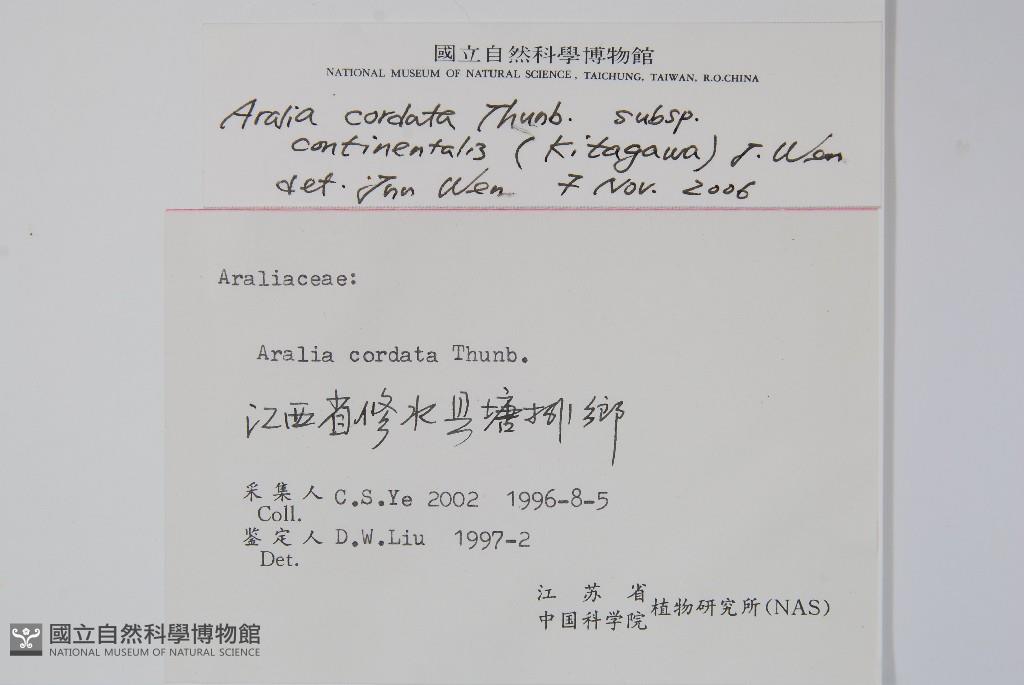 國立自然科學博物館
NATIONAL MUSEUM OF NATURAL SCIENCE, TAICHUNG, TAIWAN, R.O.CHINA
Aralia cordata Thunb. subsp.
continentalis (Kitagawa) J. Wen
det. Jun Wen 7 Nov. 2006
Araliaceae:
Aralia cordata Thunb.
江西省修水县塘排鄉
采集人 C.S.Ye 2002 1996-8-5
Coll.
鉴定人 D.W.Liu 1997-2
Det.
江苏省
中国科学院植物研究所(NAS)
國立自然科學博物館
NATIONAL MUSEUM OF NATURAL SCIENCE